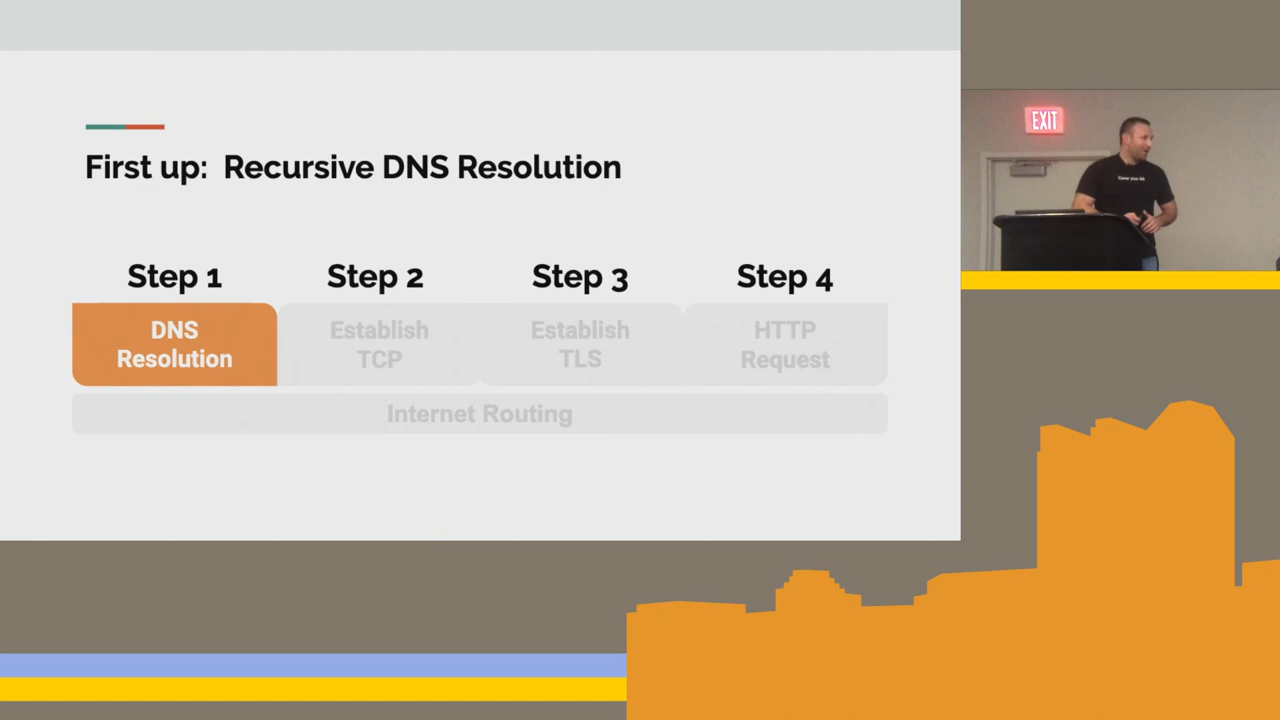 First up: Recursive DNS Resolution
Step 1
Step 2
Step 3
Step 4
DNS
Resolution
Establish
TCP
Establish
TLS
HTTP
Request
Internet Routing
EXIT